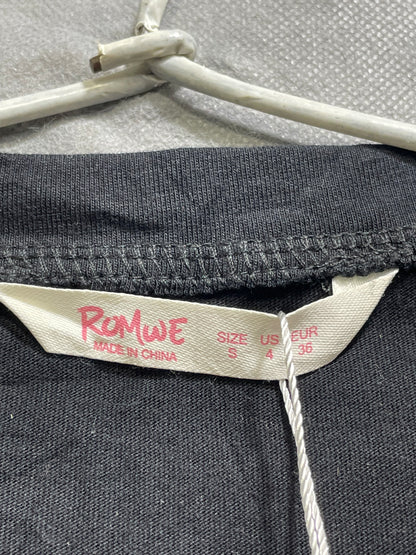 ROMWE
MADE IN CHINA
SIZE US EUR
S 4 36